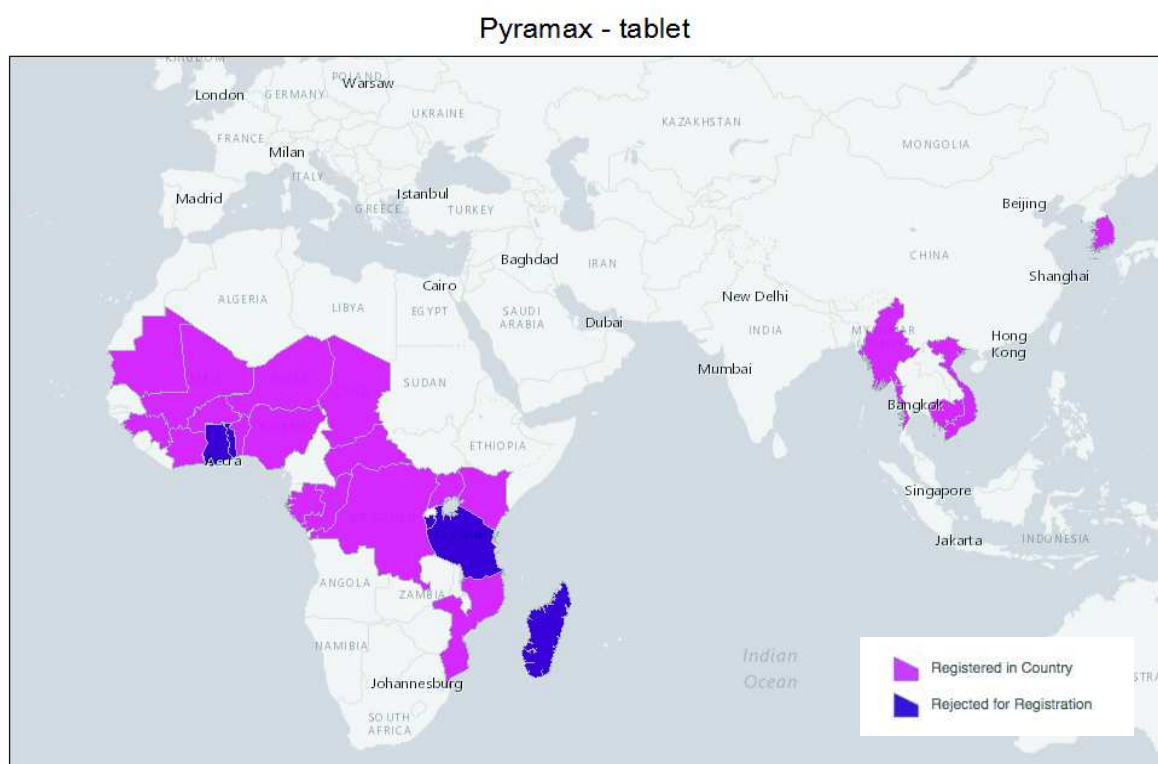 Pyramax - tablet
KINGDOM
London
POLAND
Warsaw
GERMANY
UKRAINE
KAZAKHSTAN
MONGOLIA
FRANCE
Milan
ITALY
Madrid
Istanbul
GREECE
TURKEY
Beijing
Baghdad
IRAN
CHINA
Shanghai
ALGERIA
LIBYA
Cairo
EGYPT
SAUDI
ARABIA
Dubai
New Delhi
INDIA
Hong
Kong
Mumbai
SUDAN
Bangkok
ETHIOPIA
Accra
Singapore
Jakarta
INDONESIA
ANGOLA
ZAMBIA
NAMIBIA
Johannesburg
SOUTH
AFRICA
Indian
Ocean
Registered in Country
Rejected for Registration